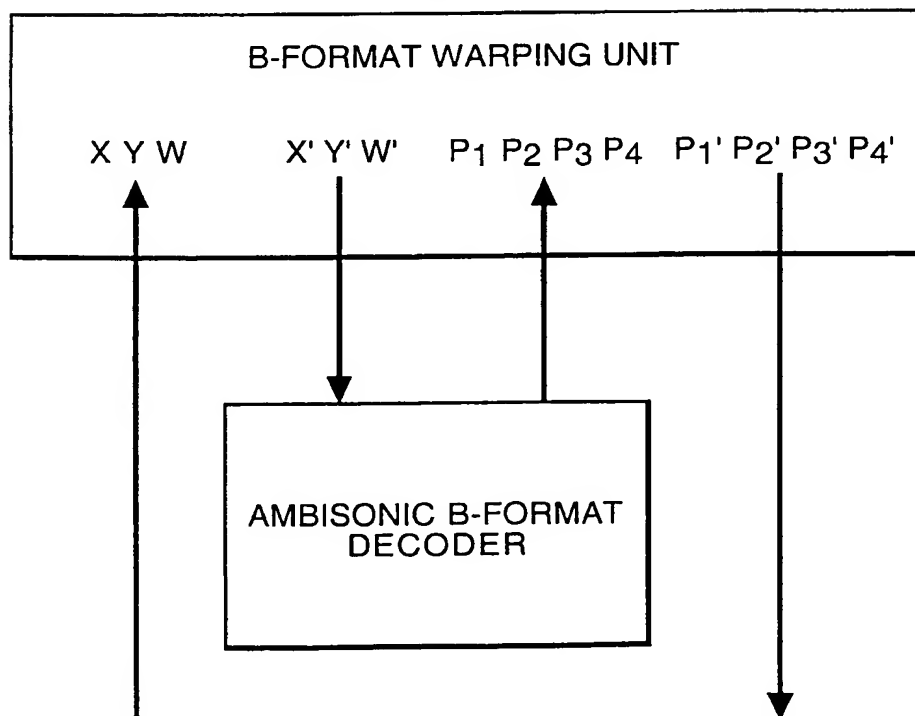 B-FORMAT WARPING UNIT
X Y W X' Y' W' P1 P2 P3 P4 P1' P2' P3' P4'
AMBISONIC B-FORMAT
DECODER